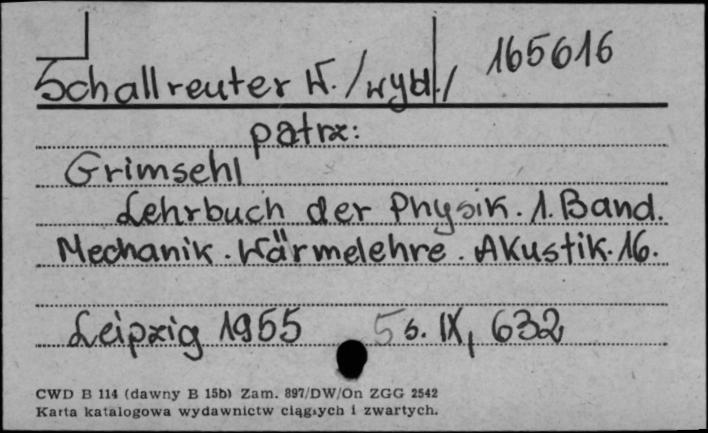 Schallreuter W. /wyd./ 165616
patrz:
Grimsehl
Lehrbuch der Physik. 1. Band.
Mechanik. Wärmelehre. Akustik. 16.
Leipzig 1955 5 s. IX, 632
CWD B 114 (dawny B 15b) Zam. 897/DW/On ZGG 2542
Karta katalogowa wydawnictw ciągłych i zwartych.